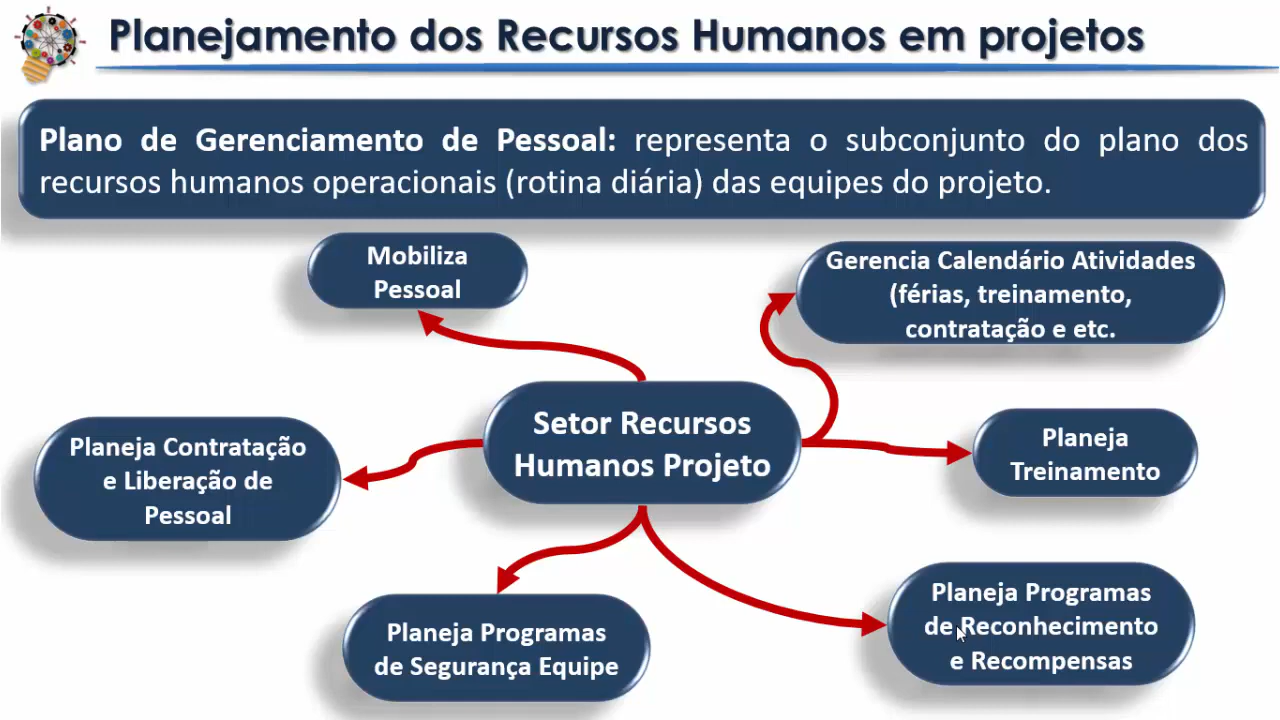 Planejamento dos Recursos Humanos em projetos
Plano de Gerenciamento de Pessoal: representa o subconjunto do plano dos
recursos humanos operacionais (rotina diária) das equipes do projeto.
Mobiliza
Pessoal
Gerencia Calendário Atividades
(férias, treinamento,
contratação e etc.
Setor Recursos
Humanos Projeto
Planeja Contratação
e Liberação de
Pessoal
Planeja
Treinamento
Planeja Programas
de Segurança Equipe
Planeja Programas
de Reconhecimento
e Recompensas